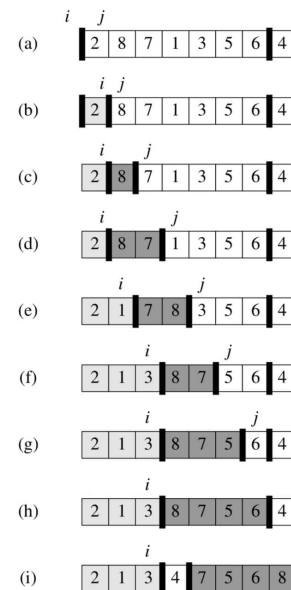 i j
(a) 2 8 7 1 3 5 6 4
i j
(b) 2 8 7 1 3 5 6 4
i j
(c) 2 8 7 1 3 5 6 4
i j
(d) 2 8 7 1 3 5 6 4
i j
(e) 2 1 7 8 3 5 6 4
i j
(f) 2 1 3 8 7 5 6 4
i j
(g) 2 1 3 8 7 5 6 4
i
(h) 2 1 3 8 7 5 6 4
i
(i) 2 1 3 4 7 5 6 8